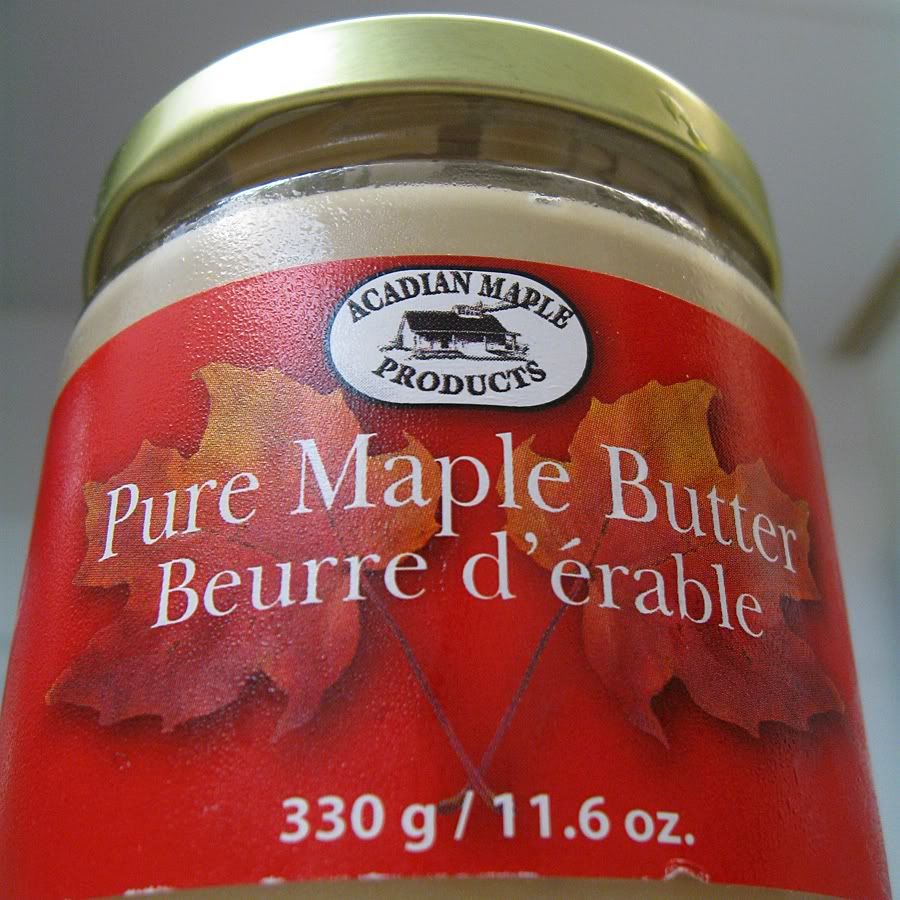 ACADIAN MAPLE
PRODUCTS
Pure Maple Butter
Beurre d'érable
330 g / 11.6 oz.